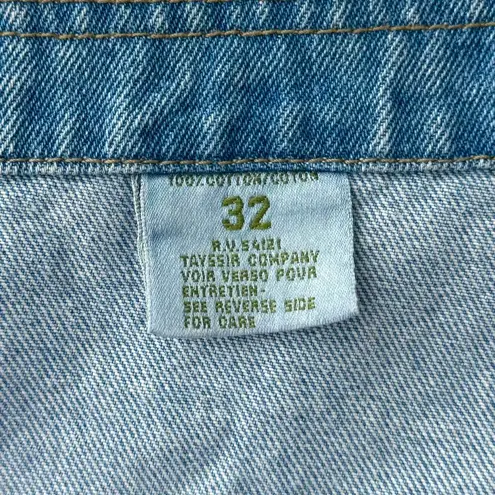 100% COTTON/COTON
32
R.U.54121
TAYSSIR COMPANY
VOIR VERSO POUR
ENTRETIEN-
SEE REVERSE SIDE
FOR CARE